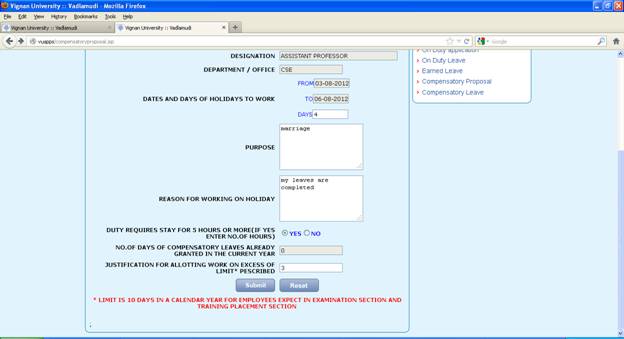 Vignan University :: Vadlamudi - Mozilla Firefox
File Edit View History Bookmarks Tools Help
Vignan University :: Vadlamudi
Vignan University :: Vadlamudi
vuapps/compensatoryproposal.jsp
Google
DESIGNATION ASSISTANT PROFESSOR
On Duty application
On Duty Leave
DEPARTMENT / OFFICE CSE
Earned Leave
Compensatory Proposal
Compensatory Leave
FROM 03-08-2012
DATES AND DAYS OF HOLIDAYS TO WORK TO 06-08-2012
DAYS 4
PURPOSE marriage
REASON FOR WORKING ON HOLIDAY my leaves are
completed
DUTY REQUIRES STAY FOR 5 HOURS OR MORE(IF YES
ENTER NO.OF HOURS) YES NO
NO.OF DAYS OF COMPENSATORY LEAVES ALREADY
GRANTED IN THE CURRENT YEAR 0
JUSTIFICATION FOR ALLOTTING WORK ON EXCESS OF
LIMIT* PESCRIBED 3
Submit Reset
* LIMIT IS 10 DAYS IN A CALENDAR YEAR FOR EMPLOYEES EXPECT IN EXAMINATION SECTION AND
TRAINING PLACEMENT SECTION
;